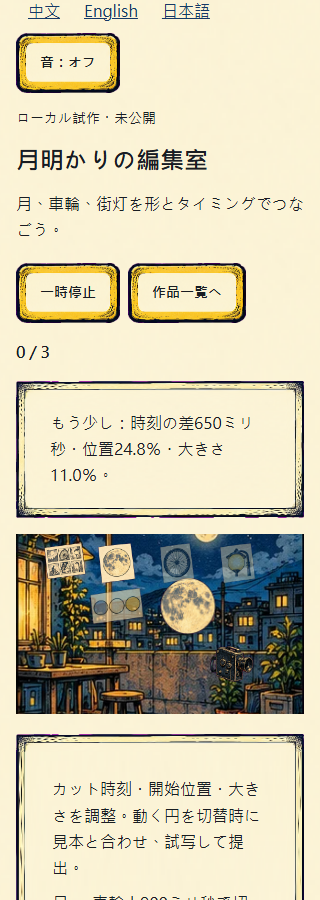 中文 English 日本語
音：オフ
ローカル試作・未公開
月明かりの編集室
月、車輪、街灯を形とタイミングでつな
ごう。
一時停止 作品一覧へ
0 / 3
もう少し：時刻の差650ミリ
秒・位置24.8%・大きさ
11.0%。
カット時刻・開始位置・大き
さを調整。動く円を切替時に
見本と合わせ、試写して提
出。